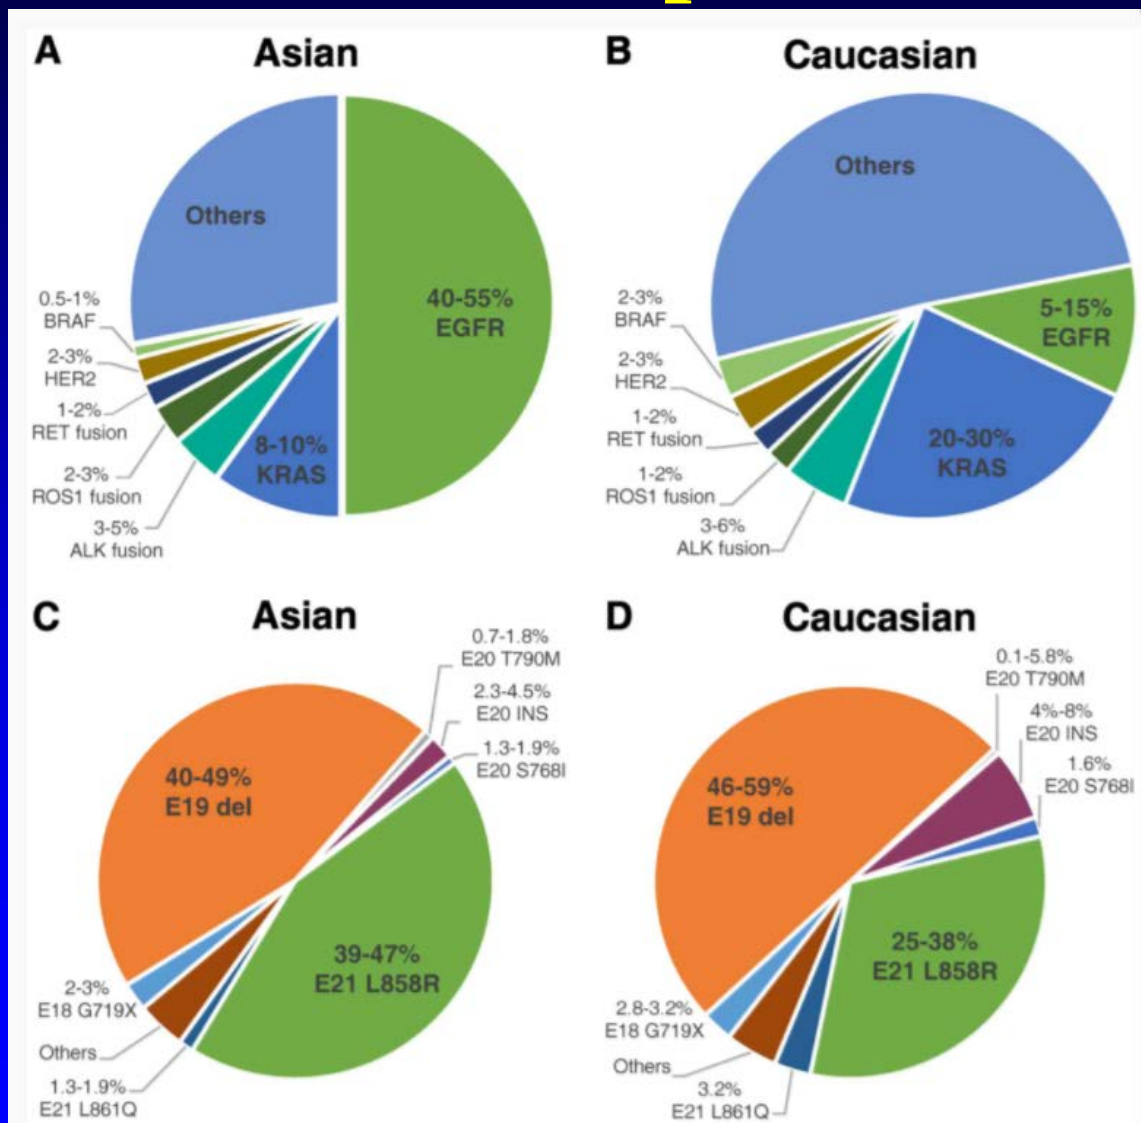 A
Asian
Others
40-55%
EGFR
0.5-1%
BRAF
2-3%
HER2
1-2%
RET fusion
2-3%
ROS1 fusion
3-5%
ALK fusion
8-10%
KRAS
B
Caucasian
Others
5-15%
EGFR
2-3%
BRAF
2-3%
HER2
1-2%
RET fusion
1-2%
ROS1 fusion
3-6%
ALK fusion
20-30%
KRAS
C
Asian
0.7-1.8%
E20 T790M
2.3-4.5%
E20 INS
1.3-1.9%
E20 S768I
40-49%
E19 del
39-47%
E21 L858R
2-3%
E18 G719X
Others
1.3-1.9%
E21 L861Q
D
Caucasian
0.1-5.8%
E20 T790M
4%-8%
E20 INS
1.6%
E20 S768I
46-59%
E19 del
25-38%
E21 L858R
2.8-3.2%
E18 G719X
Others
3.2%
E21 L861Q